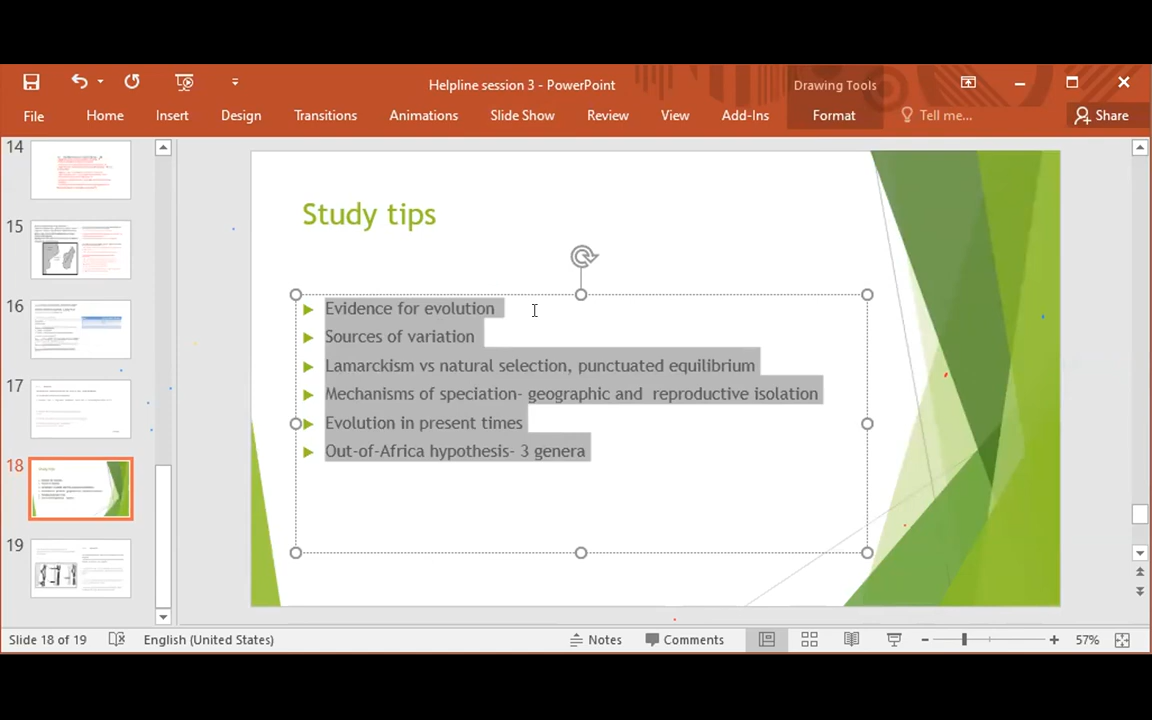 Helpline session 3 - PowerPoint
Drawing Tools
File
Home
Insert
Design
Transitions
Animations
Slide Show
Review
View
Add-Ins
Format
Tell me...
Share
14
15
16
17
18
19
Study tips
Evidence for evolution
Sources of variation
Lamarckism vs natural selection, punctuated equilibrium
Mechanisms of speciation- geographic and reproductive isolation
Evolution in present times
Out-of-Africa hypothesis- 3 genera
Slide 18 of 19
English (United States)
Notes
Comments
57%